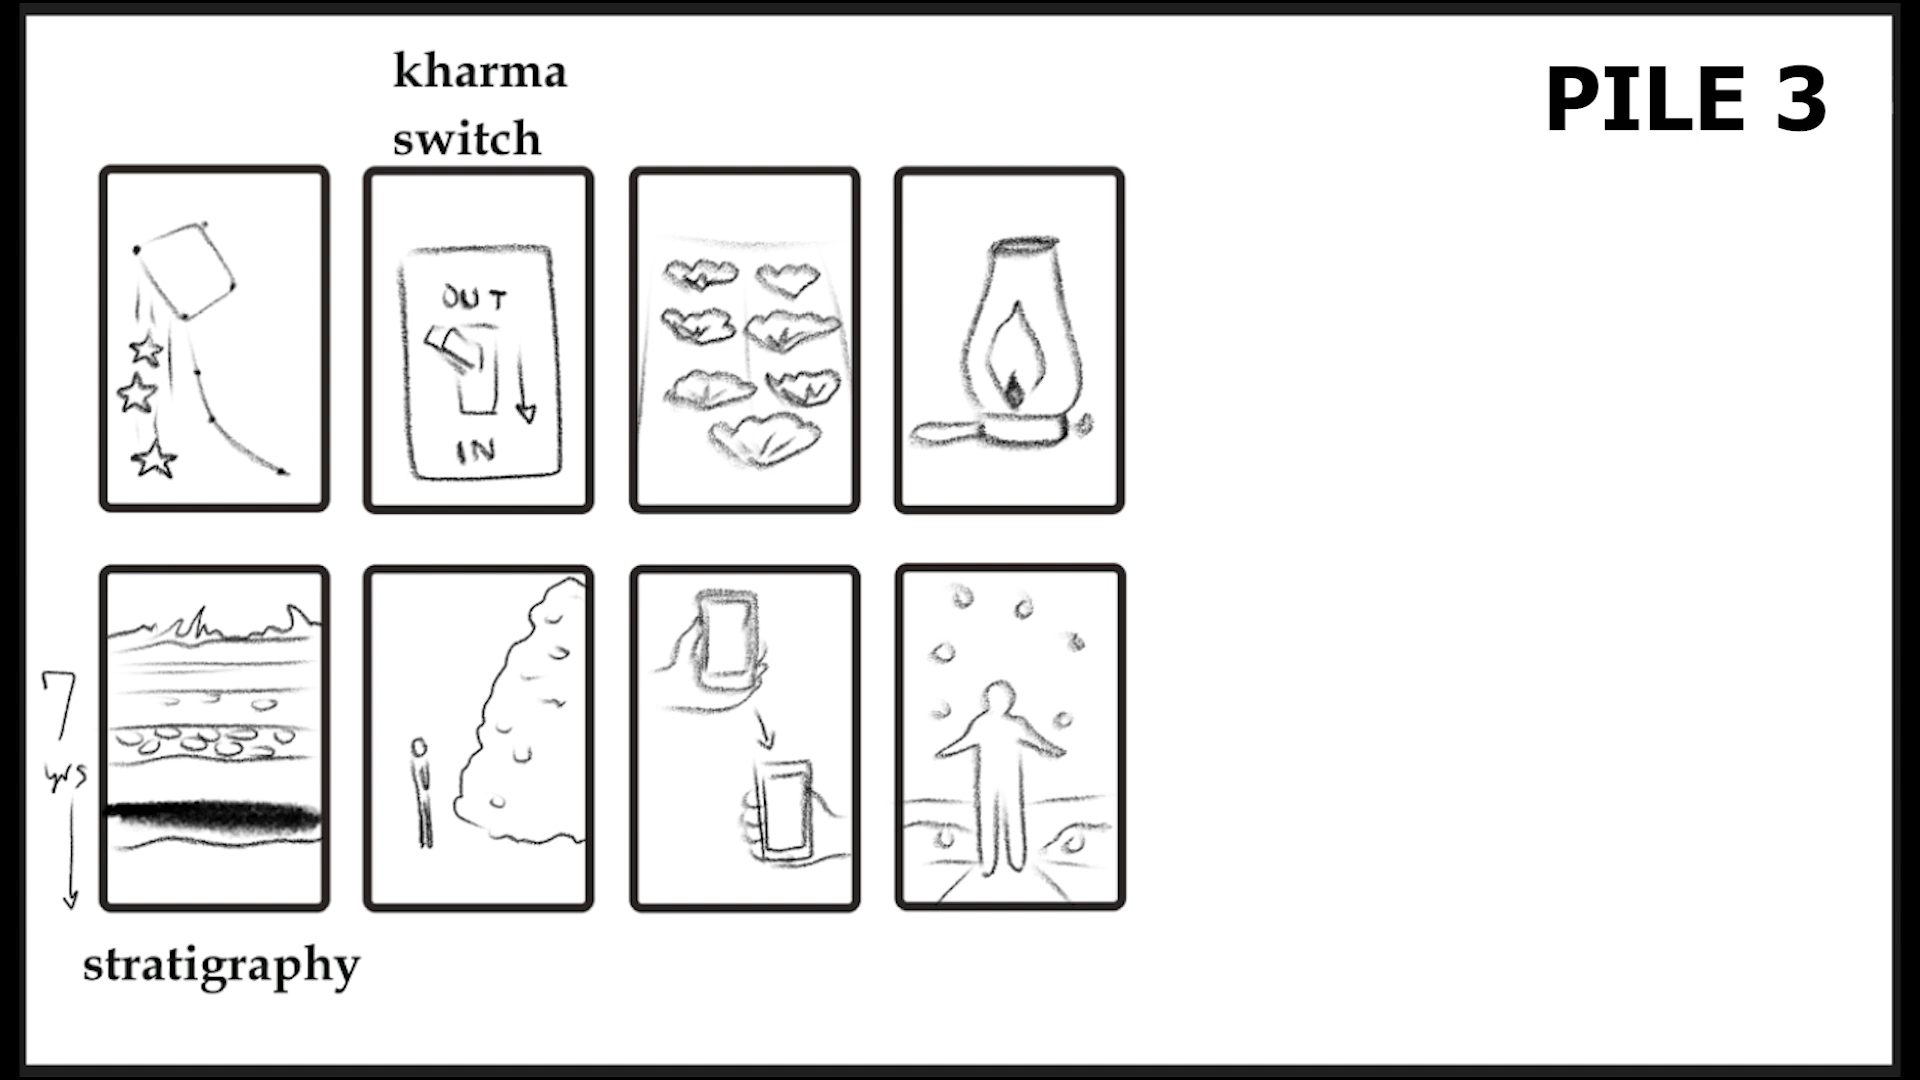 kharma
switch
PILE 3
OUT
IN
7
yrs
stratigraphy